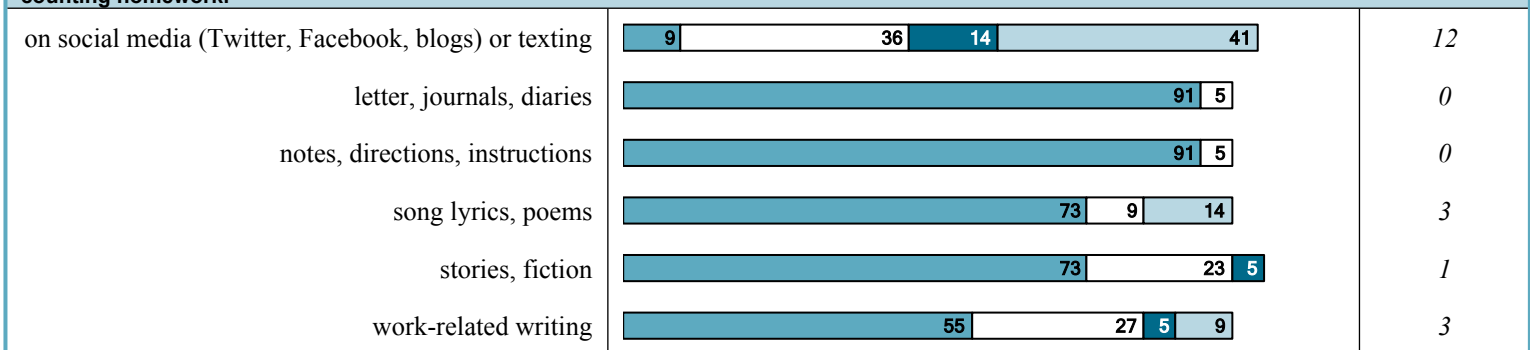 counting homework:
on social media (Twitter, Facebook, blogs) or texting 9 36 14 41 12
letter, journals, diaries 91 5 0
notes, directions, instructions 91 5 0
song lyrics, poems 73 9 14 3
stories, fiction 73 23 5 1
work-related writing 55 27 5 9 3